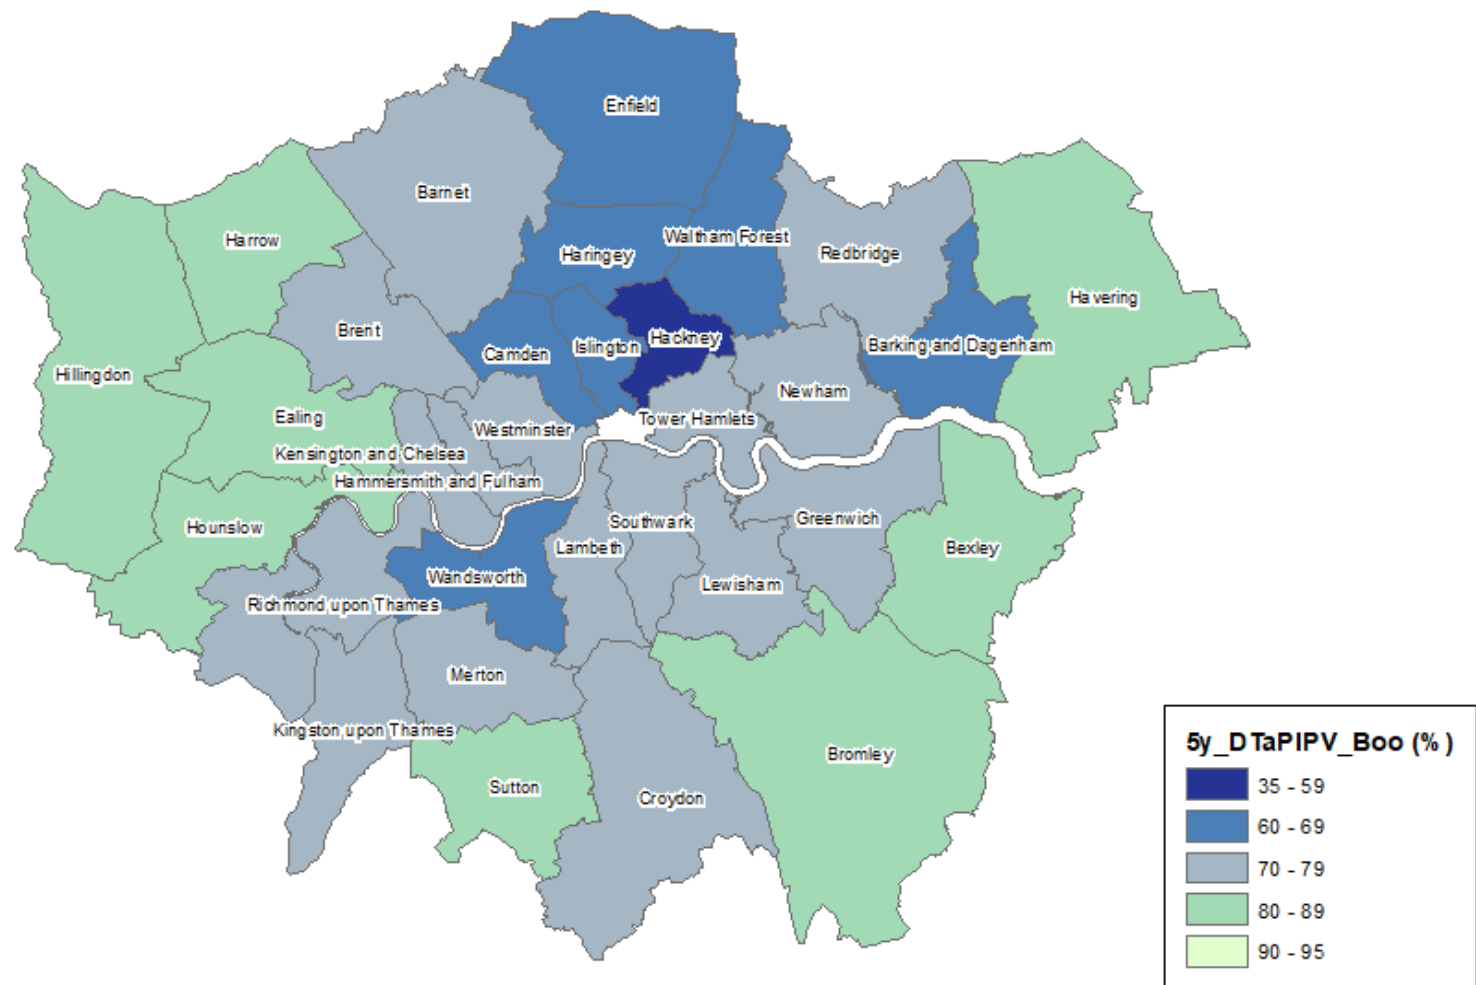 Enfield
Barnet
Harrow
Haringey
Waltham Forest
Redbridge
Havering
Brent
Camden
Islington
Hackney
Barking and Dagenham
Hillingdon
Newham
Ealing
Westminster
Tower Hamlets
Kensington and Chelsea
Hammersmith and Fulham
Hounslow
Southwark
Greenwich
Lambeth
Bexley
Wandsworth
Lewisham
Richmond upon Thames
Merton
Kingston upon Thames
Bromley
Sutton
Croydon
5y_DTaPIPV_Boo (%)
35 - 59
60 - 69
70 - 79
80 - 89
90 - 95